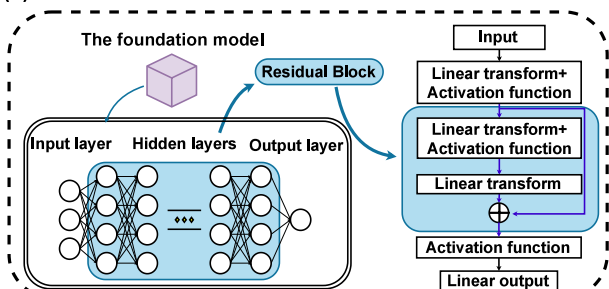 The foundation model
Input layer
Hidden layers
Output layer
Residual Block
Input
Linear transform+
Activation function
Linear transform+
Activation function
Linear transform
Activation function
Linear output